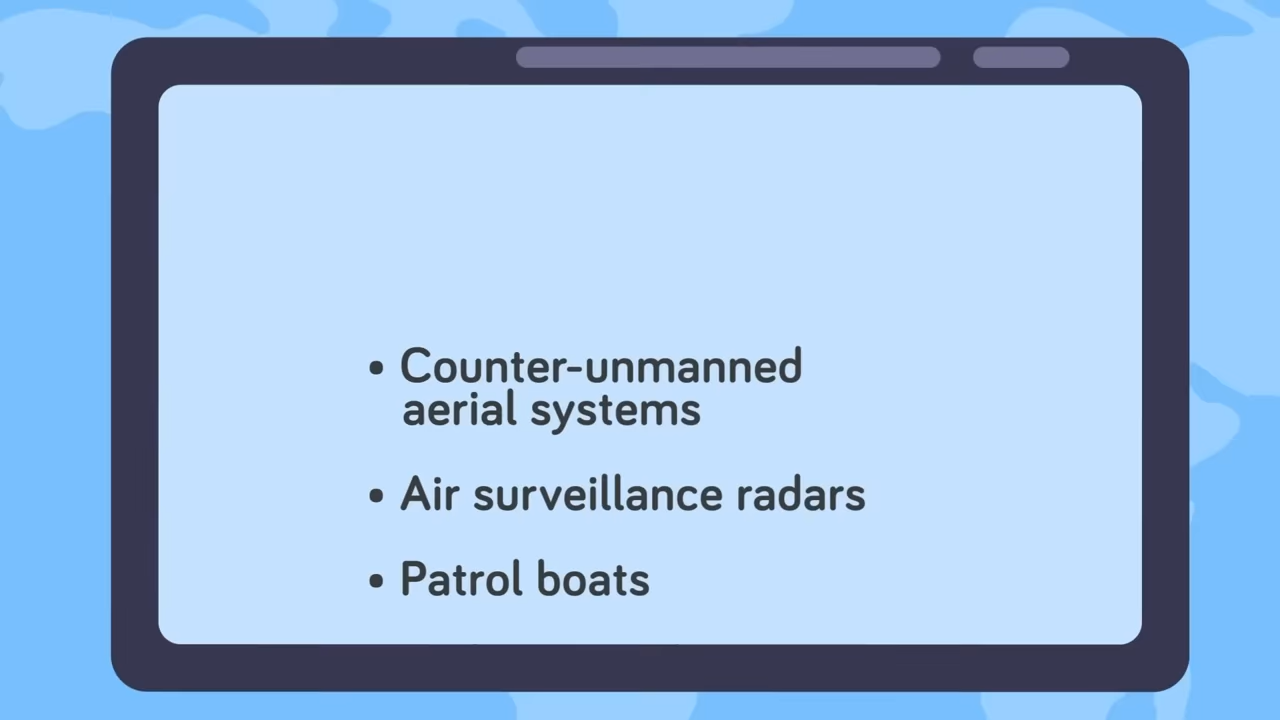 • Counter-unmanned
aerial systems
• Air surveillance radars
• Patrol boats